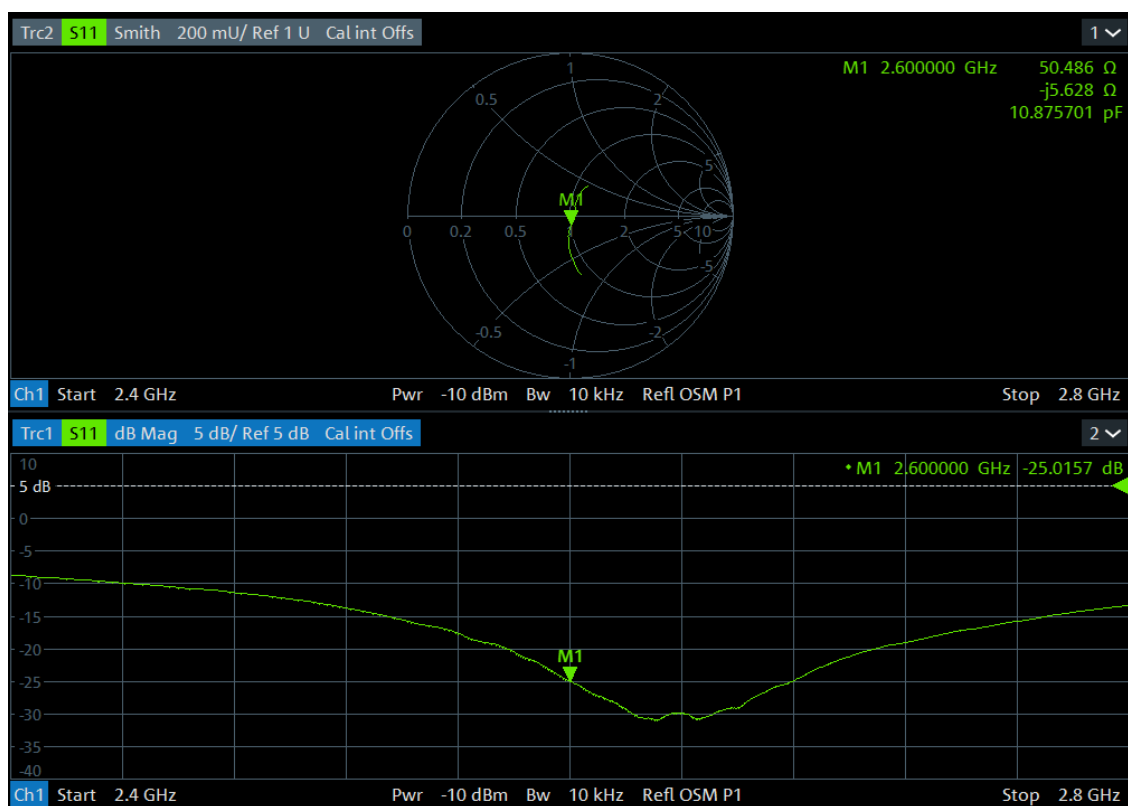 Trc2 S11 Smith 200 mU/ Ref 1 U Cal int Offs 1
M1 2.600000 GHz 50.486 Ω
-j5.628 Ω
10.875701 pF
1
0.5 2
5
M1
0 0.2 0.5 2 5 10
-5
-0.5 -2
-1
Ch1 Start 2.4 GHz Pwr -10 dBm Bw 10 kHz Refl OSM P1 Stop 2.8 GHz
Trc1 S11 dB Mag 5 dB/ Ref 5 dB Cal int Offs 2
10 • M1 2.600000 GHz -25.0157 dB
5 dB
0
-5
-10
-15
-20
M1
-25
-30
-35
-40
Ch1 Start 2.4 GHz Pwr -10 dBm Bw 10 kHz Refl OSM P1 Stop 2.8 GHz